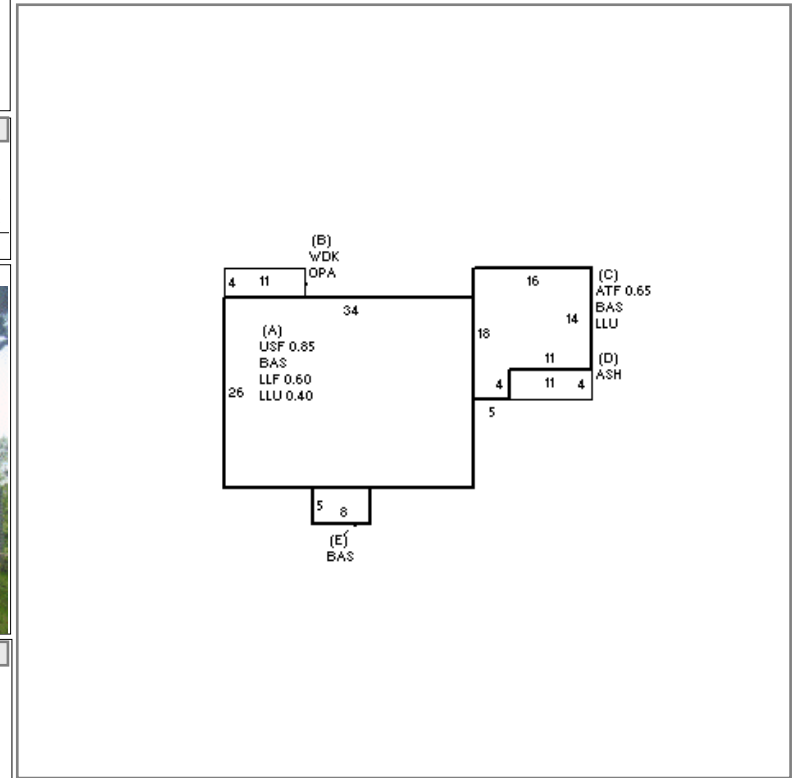 (B)
WDK
OPA
4
11
34
(A)
USF 0.85
BAS
LLF 0.60
LLU 0.40
26
16
(C)
ATF 0.65
BAS
LLU
14
18
11
(D)
ASH
4
11
4
5
5
8
(E)
BAS